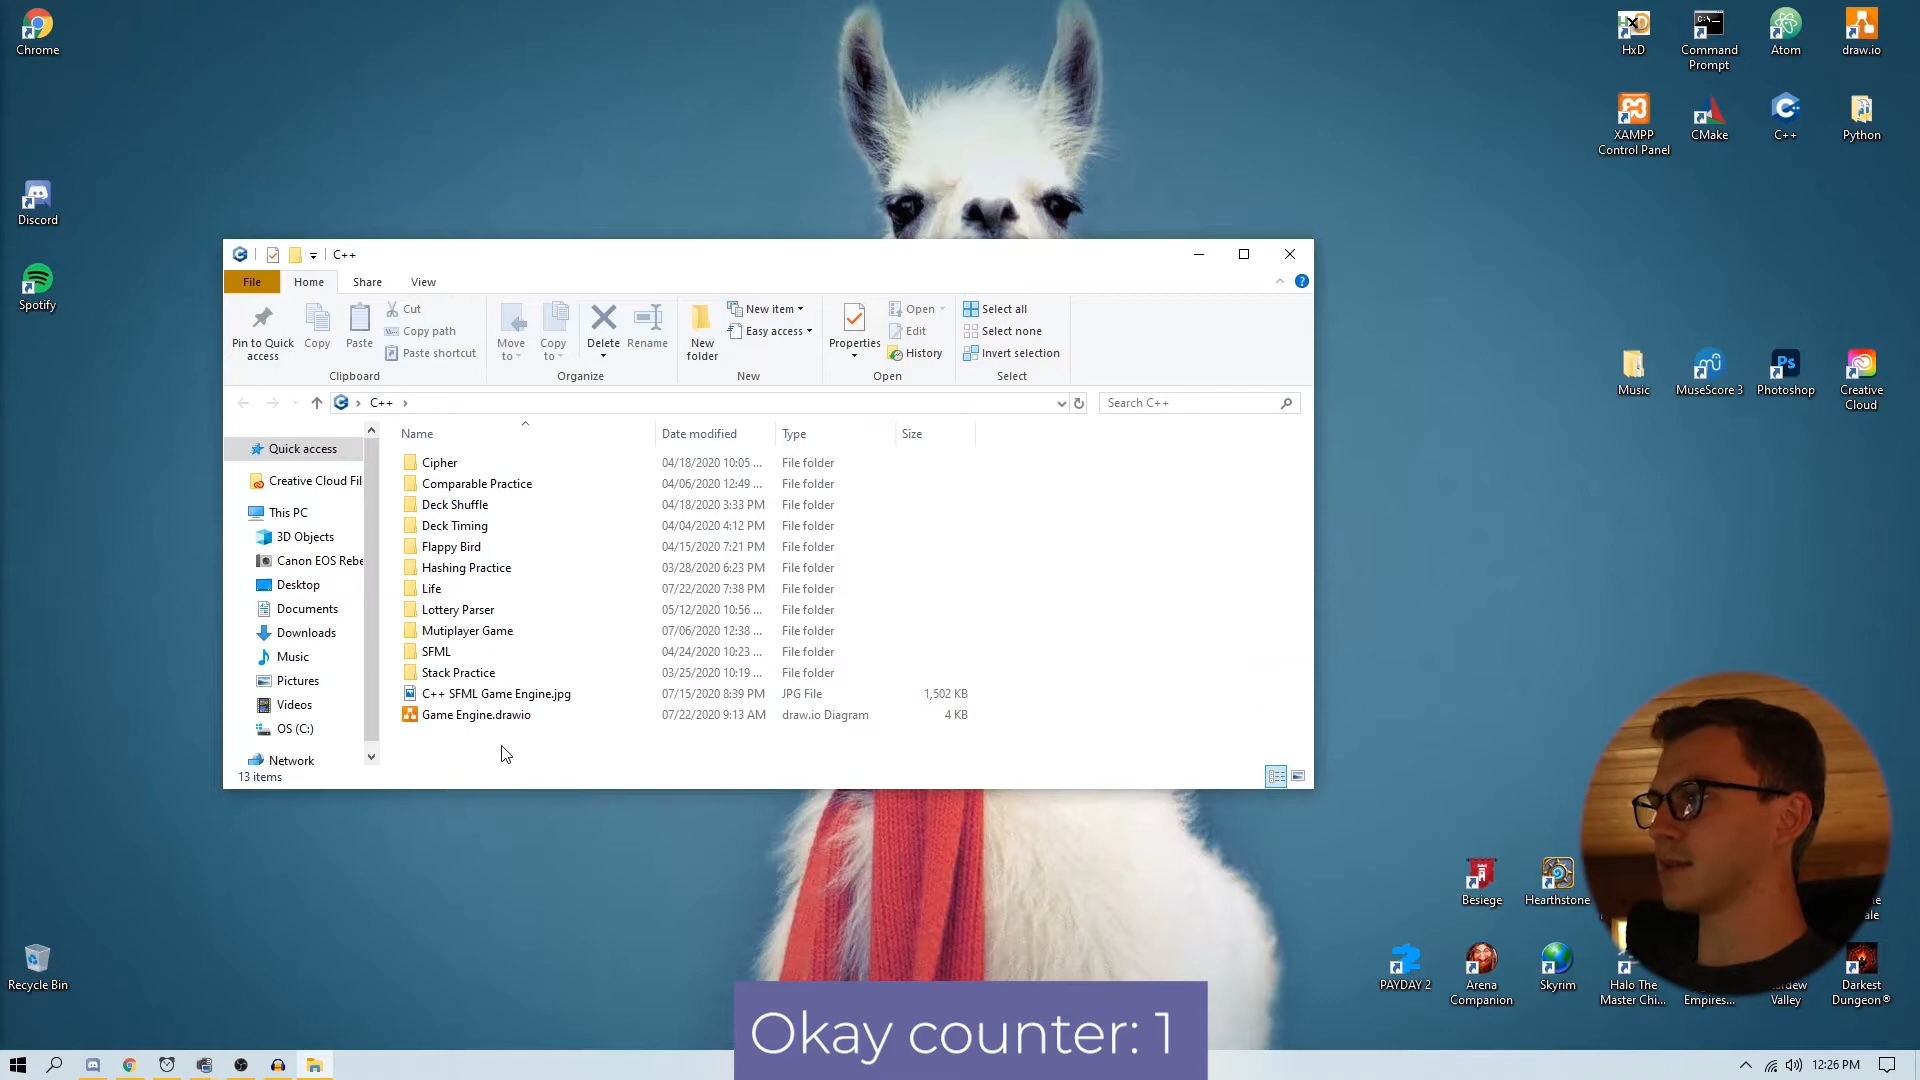 Chrome
Discord
Spotify
Recycle Bin
HxD
Command
Prompt
Atom
draw.io
XAMPP
Control Panel
CMake
C++
Python
Music
MuseScore 3
Photoshop
Creative
Cloud
C++
File
Home
Share
View
Pin to Quick
access
Copy
Paste
Cut
Copy path
Paste shortcut
Clipboard
Move
to
Copy
to
Delete
Rename
Organize
New
folder
New item
Easy access
New
Properties
Open
Edit
History
Open
Select all
Select none
Invert selection
Select
C++
Search C++
Name
Date modified
Type
Size
Quick access
Creative Cloud Fil
This PC
3D Objects
Canon EOS Rebe
Desktop
Documents
Downloads
Music
Pictures
Videos
OS (C:)
Network
Cipher 04/18/2020 10:05 ... File folder
Comparable Practice 04/06/2020 12:49 ... File folder
Deck Shuffle 04/18/2020 3:33 PM File folder
Deck Timing 04/04/2020 4:12 PM File folder
Flappy Bird 04/15/2020 7:21 PM File folder
Hashing Practice 03/28/2020 6:23 PM File folder
Life 07/22/2020 7:38 PM File folder
Lottery Parser 05/12/2020 10:56 ... File folder
Mutiplayer Game 07/06/2020 12:38 ... File folder
SFML 04/24/2020 10:23 ... File folder
Stack Practice 03/25/2020 10:19 ... File folder
C++ SFML Game Engine.jpg 07/15/2020 8:39 PM JPG File 1,502 KB
Game Engine.drawio 07/22/2020 9:13 AM draw.io Diagram 4 KB
13 items
Besiege
Hearthstone
PAYDAY 2
Arena
Companion
Skyrim
Halo The
Master Chi...
Empires...
Valley
Darkest
Dungeon®
Okay counter: 1
12:26 PM